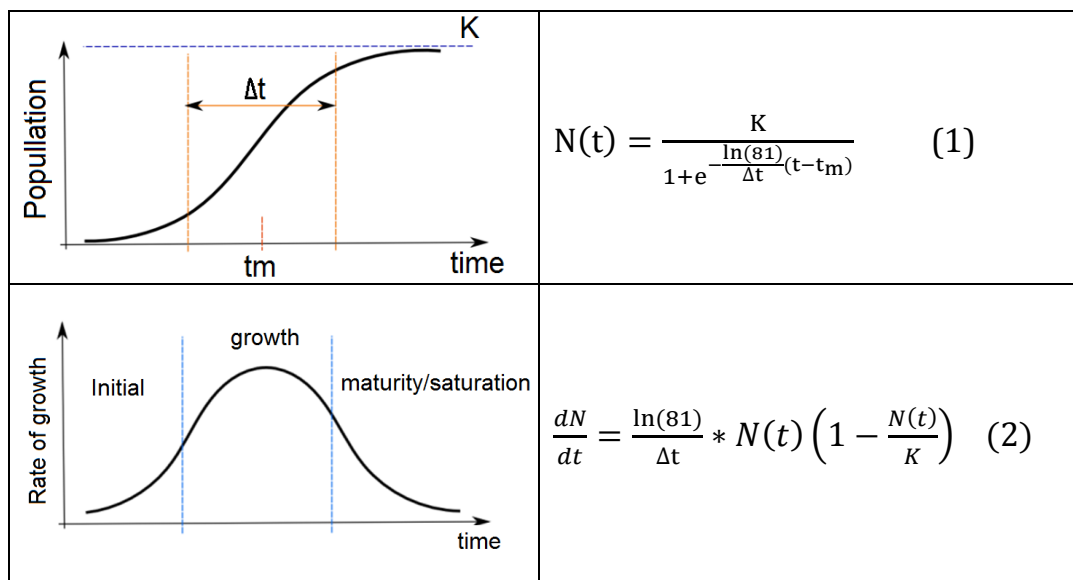 K
Δt
Popullation
tm
time
N(t) = K / 1+e^{-ln(81)/Δt (t-t_m)} (1)
growth
Initial
maturity/saturation
Rate of growth
time
dN/dt = ln(81)/Δt * N(t) (1 - N(t)/K) (2)